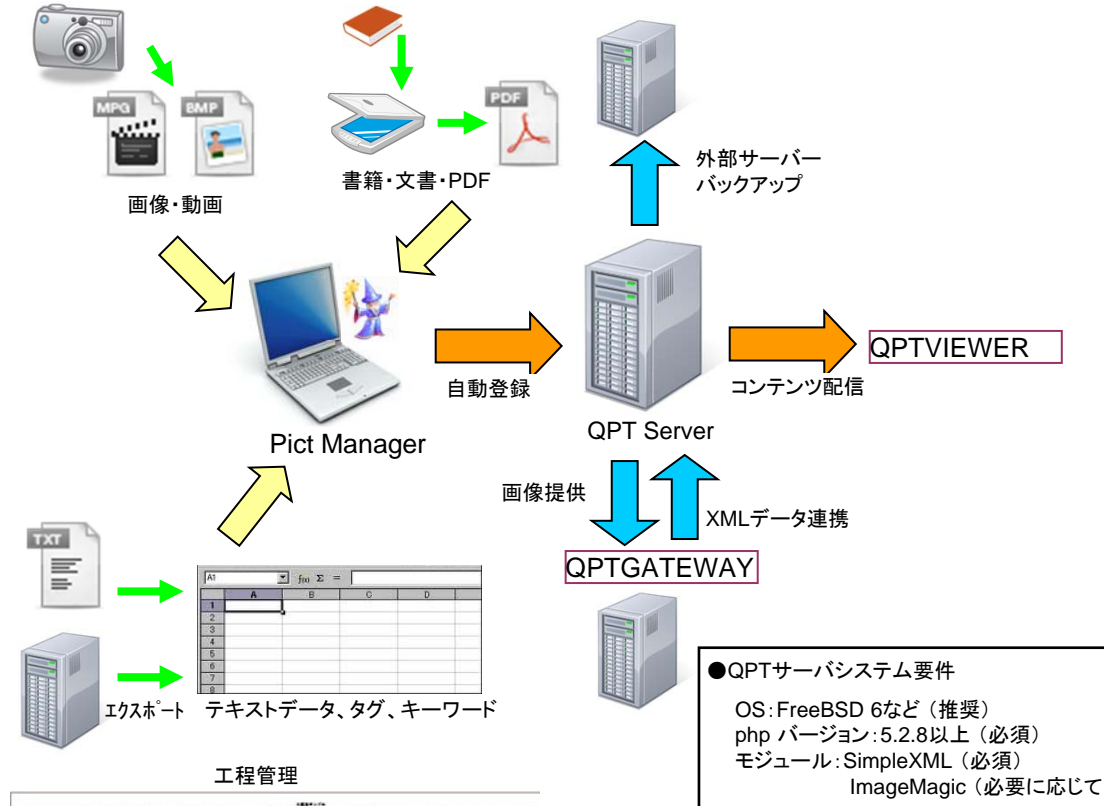 MPG
BMP
PDF
画像・動画
書籍・文書・PDF
外部サーバー
バックアップ
Pict Manager
自動登録
QPT Server
コンテンツ配信
QPTVIEWER
画像提供
XMLデータ連携
QPTGATEWAY
TXT
A1
f(x) Σ =
A B C D
1
2
3
4
5
6
7
8
エクスポート
テキストデータ、タグ、キーワード
工程管理
●QPTサーバシステム要件
OS:FreeBSD 6など (推奨)
php バージョン:5.2.8以上 (必須)
モジュール:SimpleXML (必須)
ImageMagic (必要に応じて